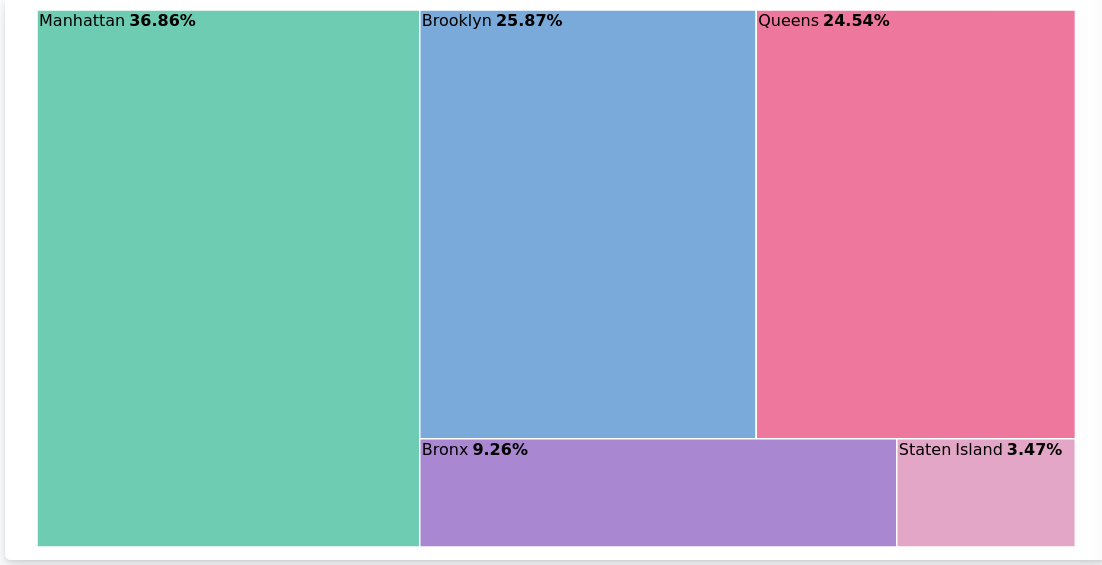 Manhattan 36.86%
Brooklyn 25.87%
Queens 24.54%
Bronx 9.26%
Staten Island 3.47%